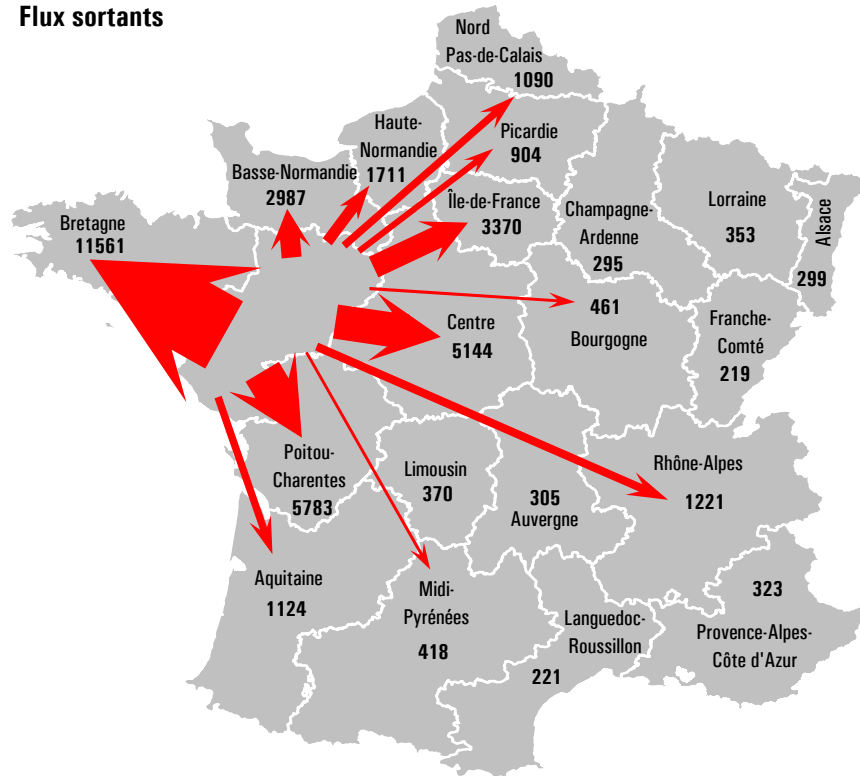 Flux sortants
Nord
Pas-de-Calais
1090
Haute-
Normandie
1711
Picardie
904
Basse-Normandie
2987
Île-de-France
3370
Champagne-
Ardenne
295
Lorraine
353
Alsace
299
Bretagne
11561
Centre
5144
461
Bourgogne
Franche-
Comté
219
Poitou-
Charentes
5783
Limousin
370
305
Auvergne
Rhône-Alpes
1221
Aquitaine
1124
Midi-
Pyrénées
418
Languedoc-
Roussillon
221
323
Provence-Alpes-
Côte d'Azur